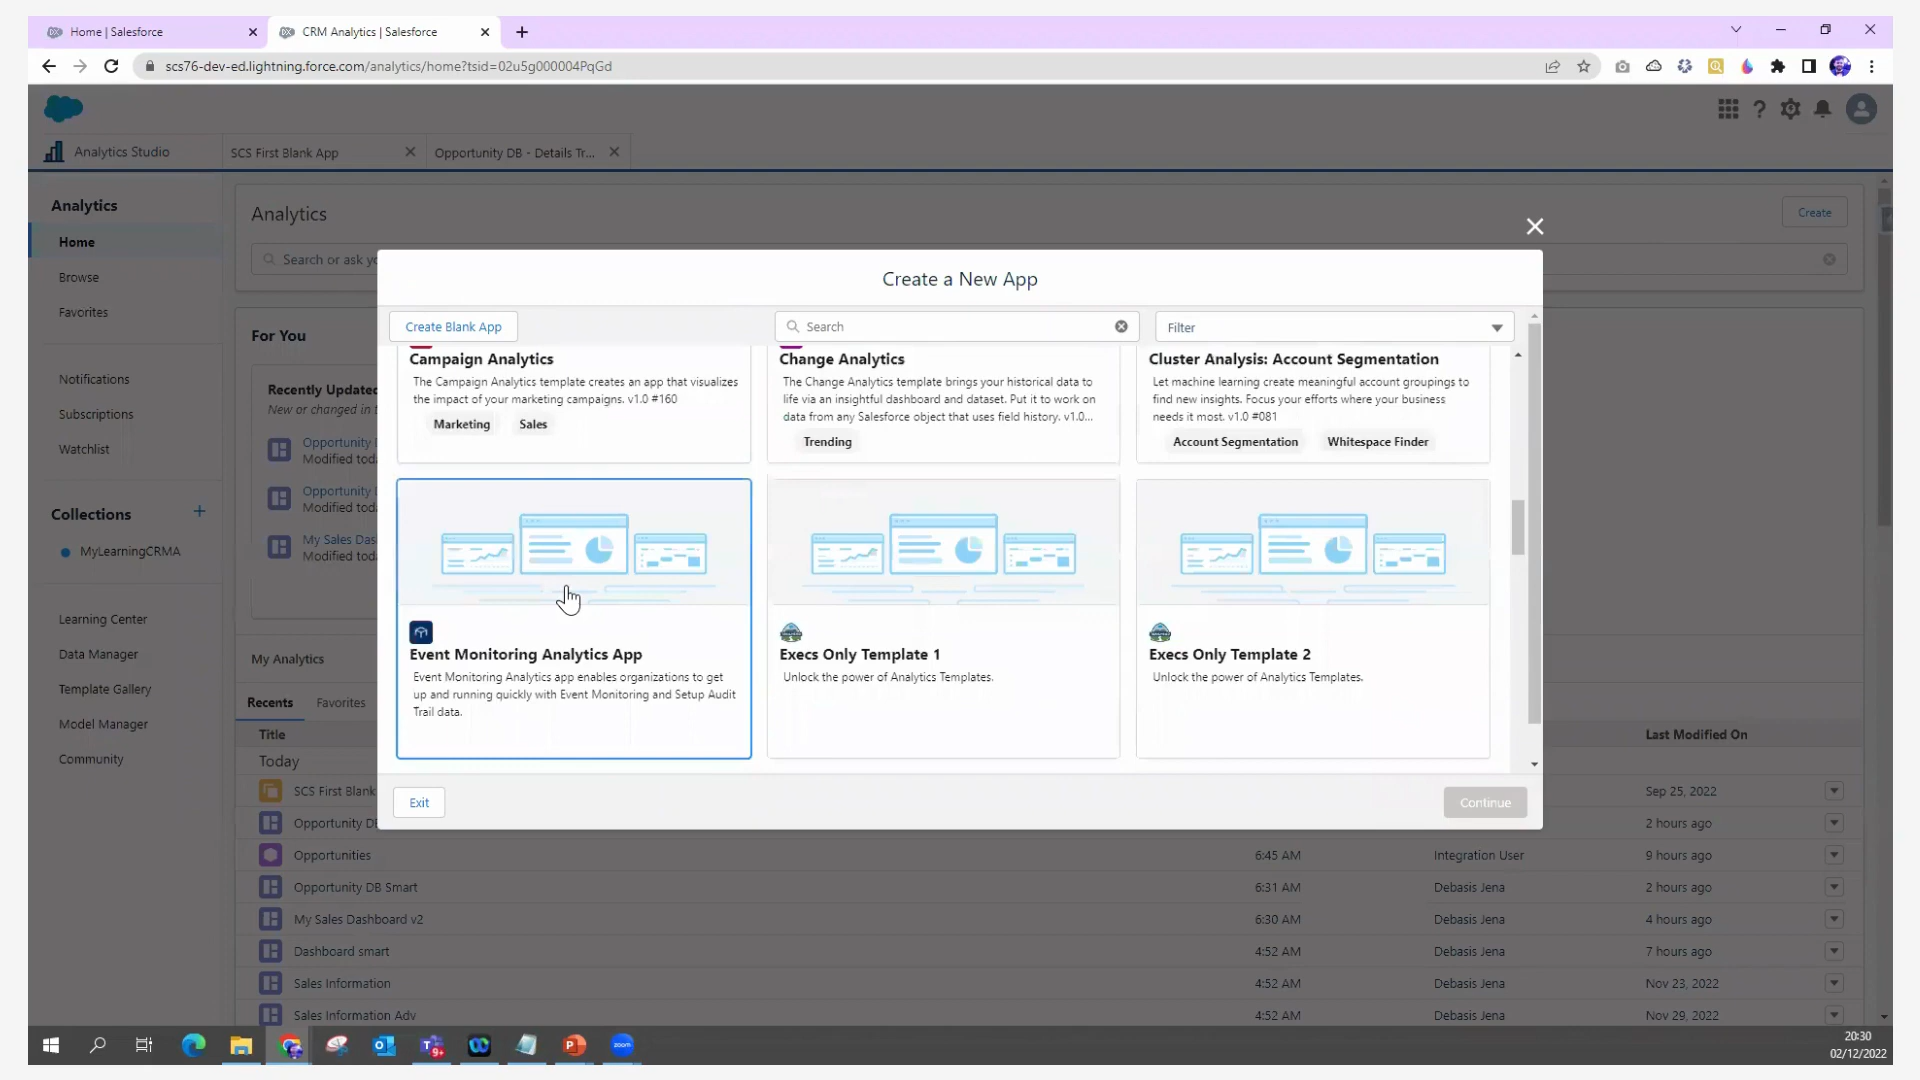 Home | Salesforce
CRM Analytics | Salesforce
scs76-dev-ed.lightning.force.com/analytics/home?tsid=02u5g000004PqGd
Analytics Studio
SCS First Blank App
Opportunity DB - Details Tr...
Analytics
Home
Browse
Favorites
Notifications
Subscriptions
Watchlist
Collections
MyLearningCRMA
Learning Center
Data Manager
Template Gallery
Model Manager
Community
Analytics
Create
Search or ask yo
For You
Recently Updated
New or changed in t
Opportunity
Modified tod
Opportunity
Modified tod
My Sales Das
Modified toda
My Analytics
Recents
Favorites
Title
Last Modified On
Today
SCS First Blank
Sep 25, 2022
Opportunity DB
2 hours ago
Opportunities
6:45 AM
Integration User
9 hours ago
Opportunity DB Smart
6:31 AM
Debasis Jena
2 hours ago
My Sales Dashboard v2
6:30 AM
Debasis Jena
4 hours ago
Dashboard smart
4:52 AM
Debasis Jena
7 hours ago
Sales Information
4:52 AM
Debasis Jena
Nov 23, 2022
Sales Information Adv
4:52 AM
Debasis Jena
Nov 29, 2022
Create a New App
Create Blank App
Search
Filter
Campaign Analytics
The Campaign Analytics template creates an app that visualizes
the impact of your marketing campaigns. v1.0 #160
Marketing
Sales
Change Analytics
The Change Analytics template brings your historical data to
life via an insightful dashboard and dataset. Put it to work on
data from any Salesforce object that uses field history. v1.0...
Trending
Cluster Analysis: Account Segmentation
Let machine learning create meaningful account groupings to
find new insights. Focus your efforts where your business
needs it most. v1.0 #081
Account Segmentation
Whitespace Finder
Event Monitoring Analytics App
Event Monitoring Analytics app enables organizations to get
up and running quickly with Event Monitoring and Setup Audit
Trail data.
Execs Only Template 1
Unlock the power of Analytics Templates.
Execs Only Template 2
Unlock the power of Analytics Templates.
Exit
Continue
9+
zoom
20:30
02/12/2022